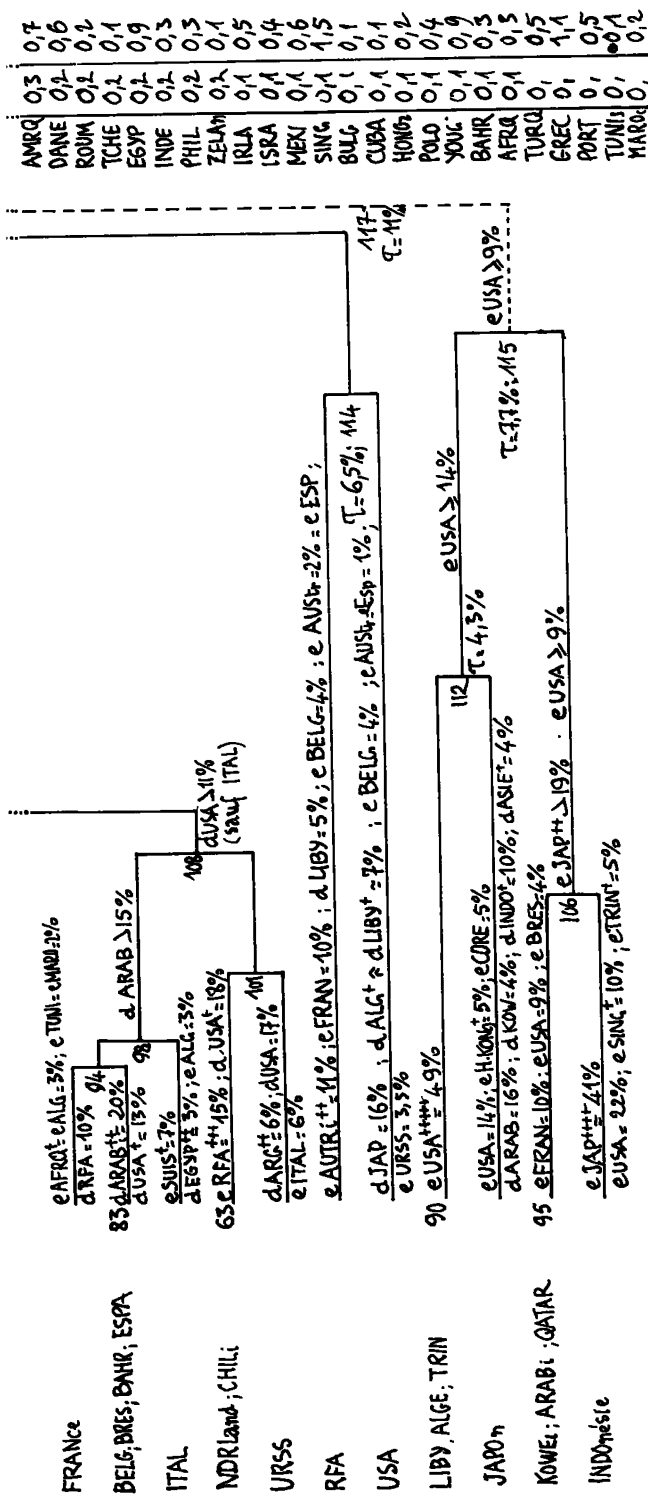 FRANce
BELG; BRES; BAHR; ESPA
ITAL
NDRland; CHILi
URSS
RFA
USA
LIBY, ALGE; TRIN
JAPOn
KOWEi; ARABi; QATAR
INDOnésie
eAFRQ+= eALG=3%; eTUNI=eMARO=2%
dRFA=10%
94
83 dARAB++= 20%
dUSA+= 13%
98
dARAB >15%
eSUIS+= 7%
dEGYP++= 3%; eALG=3%
108
dUSA >11%
(sauf ITAL)
63 eRFA++= 15%; dUSA+= 18%
101
dARG++= 6%; dUSA=17%
eITAL=6%
eAUTRi++= 11%; eFRAN=10%; dLIBY=5%; eBELG=4%; eAUStr=2%=eESP;
dJAP=16%; dALG+≈dLIBY+=7%; eBELG=4%; eAUStr=eESp=1%; τ=6,5%; 114
eURSS=3,5%
117
τ=11%
90 eUSA++++= 49%
eUSA ⩾ 14%
112
τ=4,3%
eUSA=14%; eH.KONG+= 5%; eCORE=5%
dARAB=16%; dKOW=4%; dINDO+=10%; dASIE+=4%
eUSA ⩾ 9%
τ=7,7%; 115
95 eFRAN=10%; eUSA=9%; eBRES=4%
106
eJAP++ >19% . eUSA ⩾ 9%
eJAP+++= 41%
eUSA=22%; eSING+=10%; eTRIN+=5%
AMRQ 0,3 0,7
DANE 0,2 0,6
ROUM 0,2 0,2
TCHE 0,2 0,1
EGYP 0,2 0,9
INDE 0,2 0,3
PHIL 0,2 0,3
ZELAn 0,2 0,1
IRLA 0,1 0,5
ISRA 0,1 0,4
MEXI 0,1 0,6
SING 0,1 1,5
BULG 0,1 0,1
CUBA 0,1 0,1
HONGr 0,1 0,2
POLO 0,1 0,4
YOUG 0,1 0,9
BAHR 0,1 0,3
AFRQ 0,1 0,3
TURQ 0, 0,5
GREC 0, 1,1
PORT 0, 0,5
TUNIs 0, 0,1
MAROc 0, 0,2